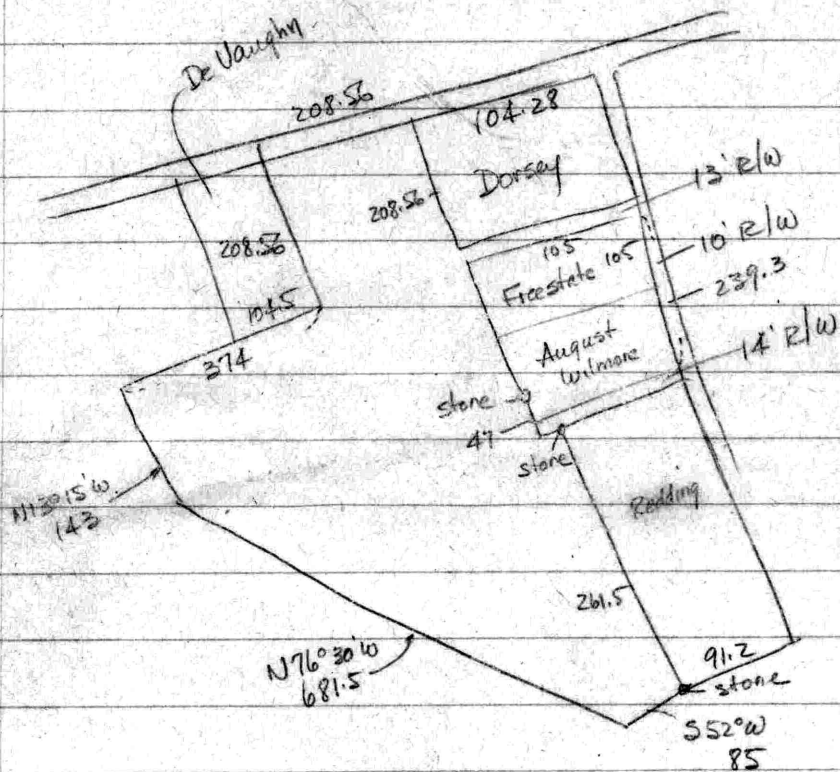 De Vaughn
208.56
104.28
Dorsey
208.56
13' R/W
208.56
105
105
10' R/W
Freestate
239.3
104.5
August
Wilmore
14' R/W
374
stone
47
stone
N13°15'W
143
Redding
261.5
N76°30'W
681.5
91.2
stone
S52°W
85